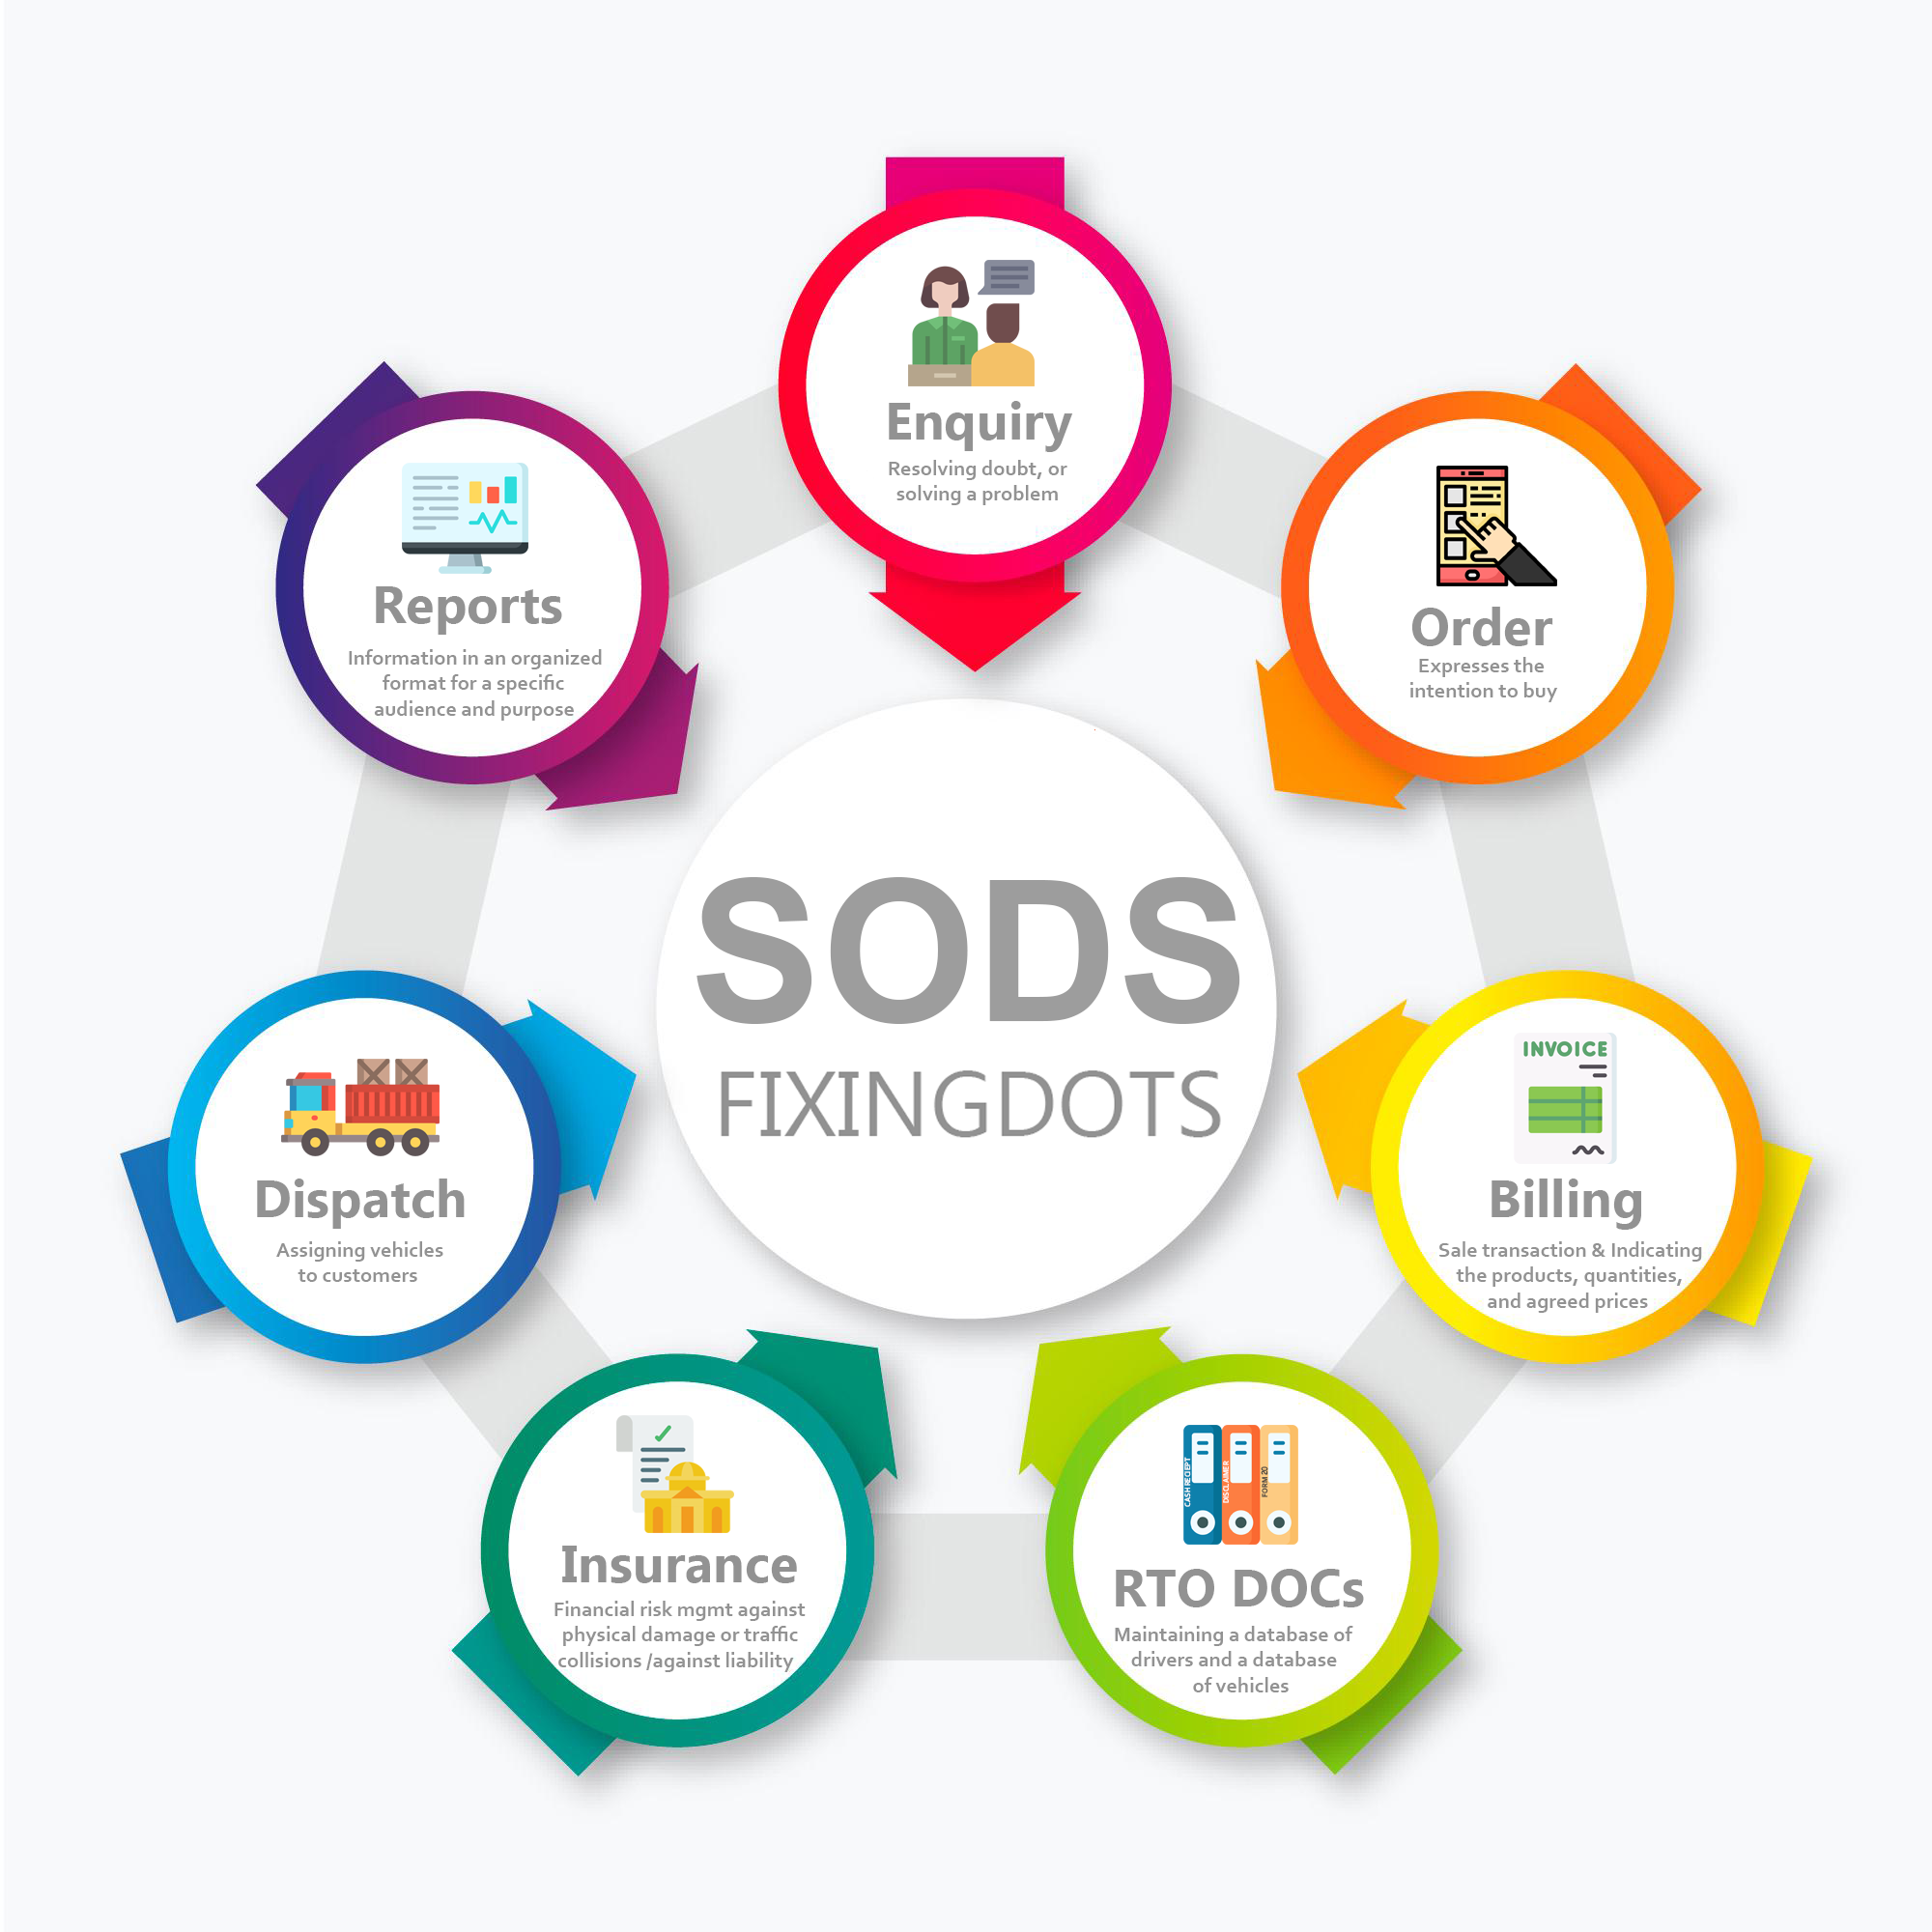 Enquiry
Resolving doubt, or
solving a problem
Order
Expresses the
intention to buy
INVOICE
Billing
Sale transaction & Indicating
the products, quantities,
and agreed prices
CASH RECIEPT
DISCLAIMER
FORM 20
RTO DOCs
Maintaining a database of
drivers and a database
of vehicles
Insurance
Financial risk mgmt against
physical damage or traffic
collisions /against liability
Dispatch
Assigning vehicles
to customers
Reports
Information in an organized
format for a specific
audience and purpose
SODS
FIXINGDOTS